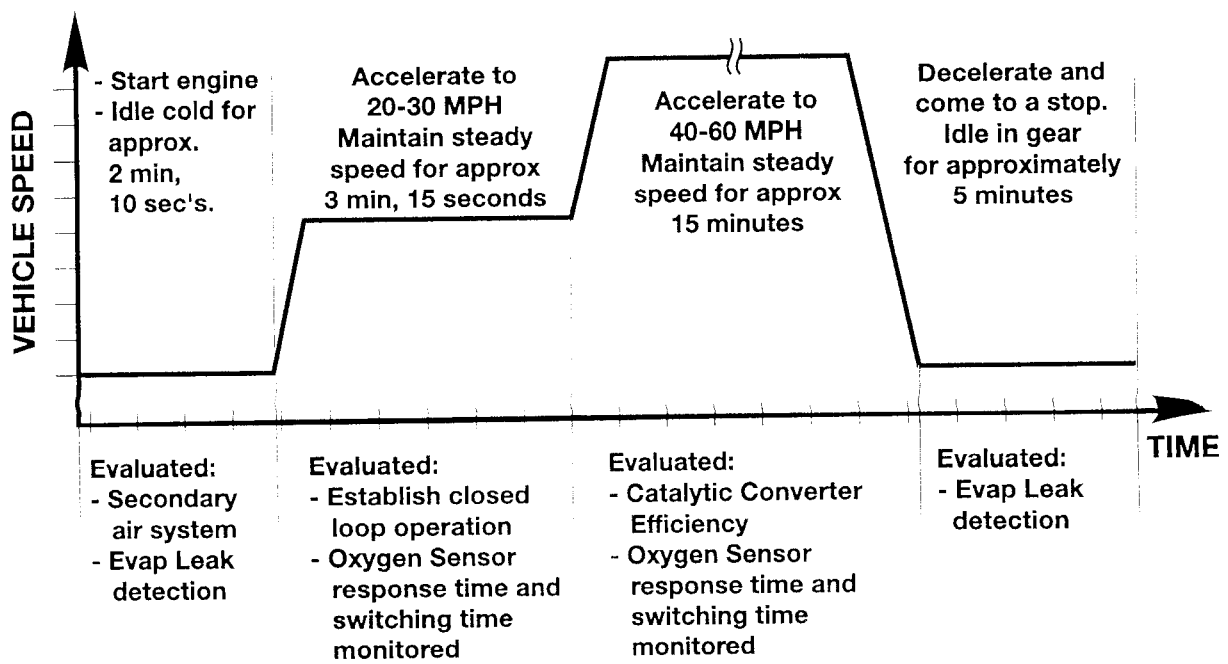 VEHICLE SPEED
- Start engine
- Idle cold for
approx.
2 min,
10 sec's.
Accelerate to
20-30 MPH
Maintain steady
speed for approx
3 min, 15 seconds
Accelerate to
40-60 MPH
Maintain steady
speed for approx
15 minutes
Decelerate and
come to a stop.
Idle in gear
for approximately
5 minutes
TIME
Evaluated:
- Secondary
air system
- Evap Leak
detection
Evaluated:
- Establish closed
loop operation
- Oxygen Sensor
response time and
switching time
monitored
Evaluated:
- Catalytic Converter
Efficiency
- Oxygen Sensor
response time and
switching time
monitored
Evaluated:
- Evap Leak
detection